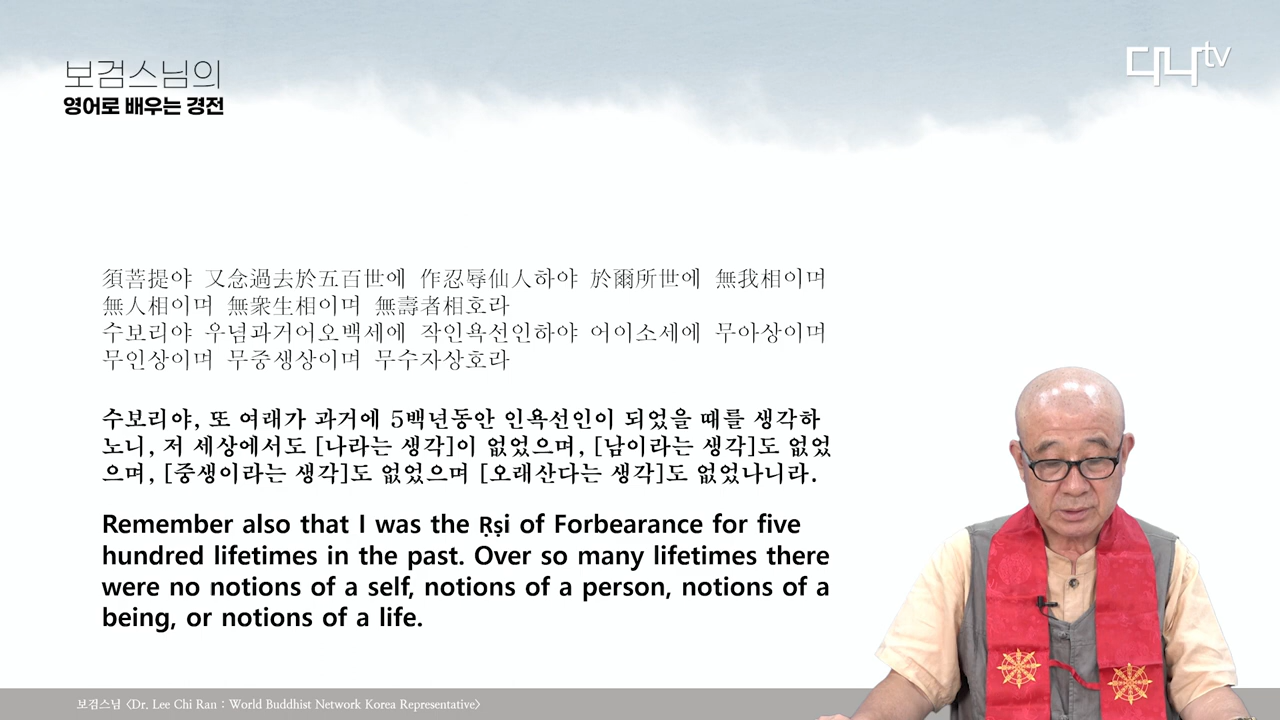 보검스님의
영어로 배우는 경전
다나tv
須菩提야 又念過去於五百世에 作忍辱仙人하야 於爾所世에 無我相이며
無人相이며 無衆生相이며 無壽者相호라
수보리야 우념과거어오백세에 작인욕선인하야 어이소세에 무아상이며
무인상이며 무중생상이며 무수자상호라
수보리야, 또 여래가 과거에 5백년동안 인욕선인이 되었을 때를 생각하
노니, 저 세상에서도 [나라는 생각]이 없었으며, [남이라는 생각]도 없었
으며, [중생이라는 생각]도 없었으며 [오래산다는 생각]도 없었나니라.
Remember also that I was the Ṛṣi of Forbearance for five
hundred lifetimes in the past. Over so many lifetimes there
were no notions of a self, notions of a person, notions of a
being, or notions of a life.
보검스님 <Dr. Lee Chi Ran : World Buddhist Network Korea Representative>